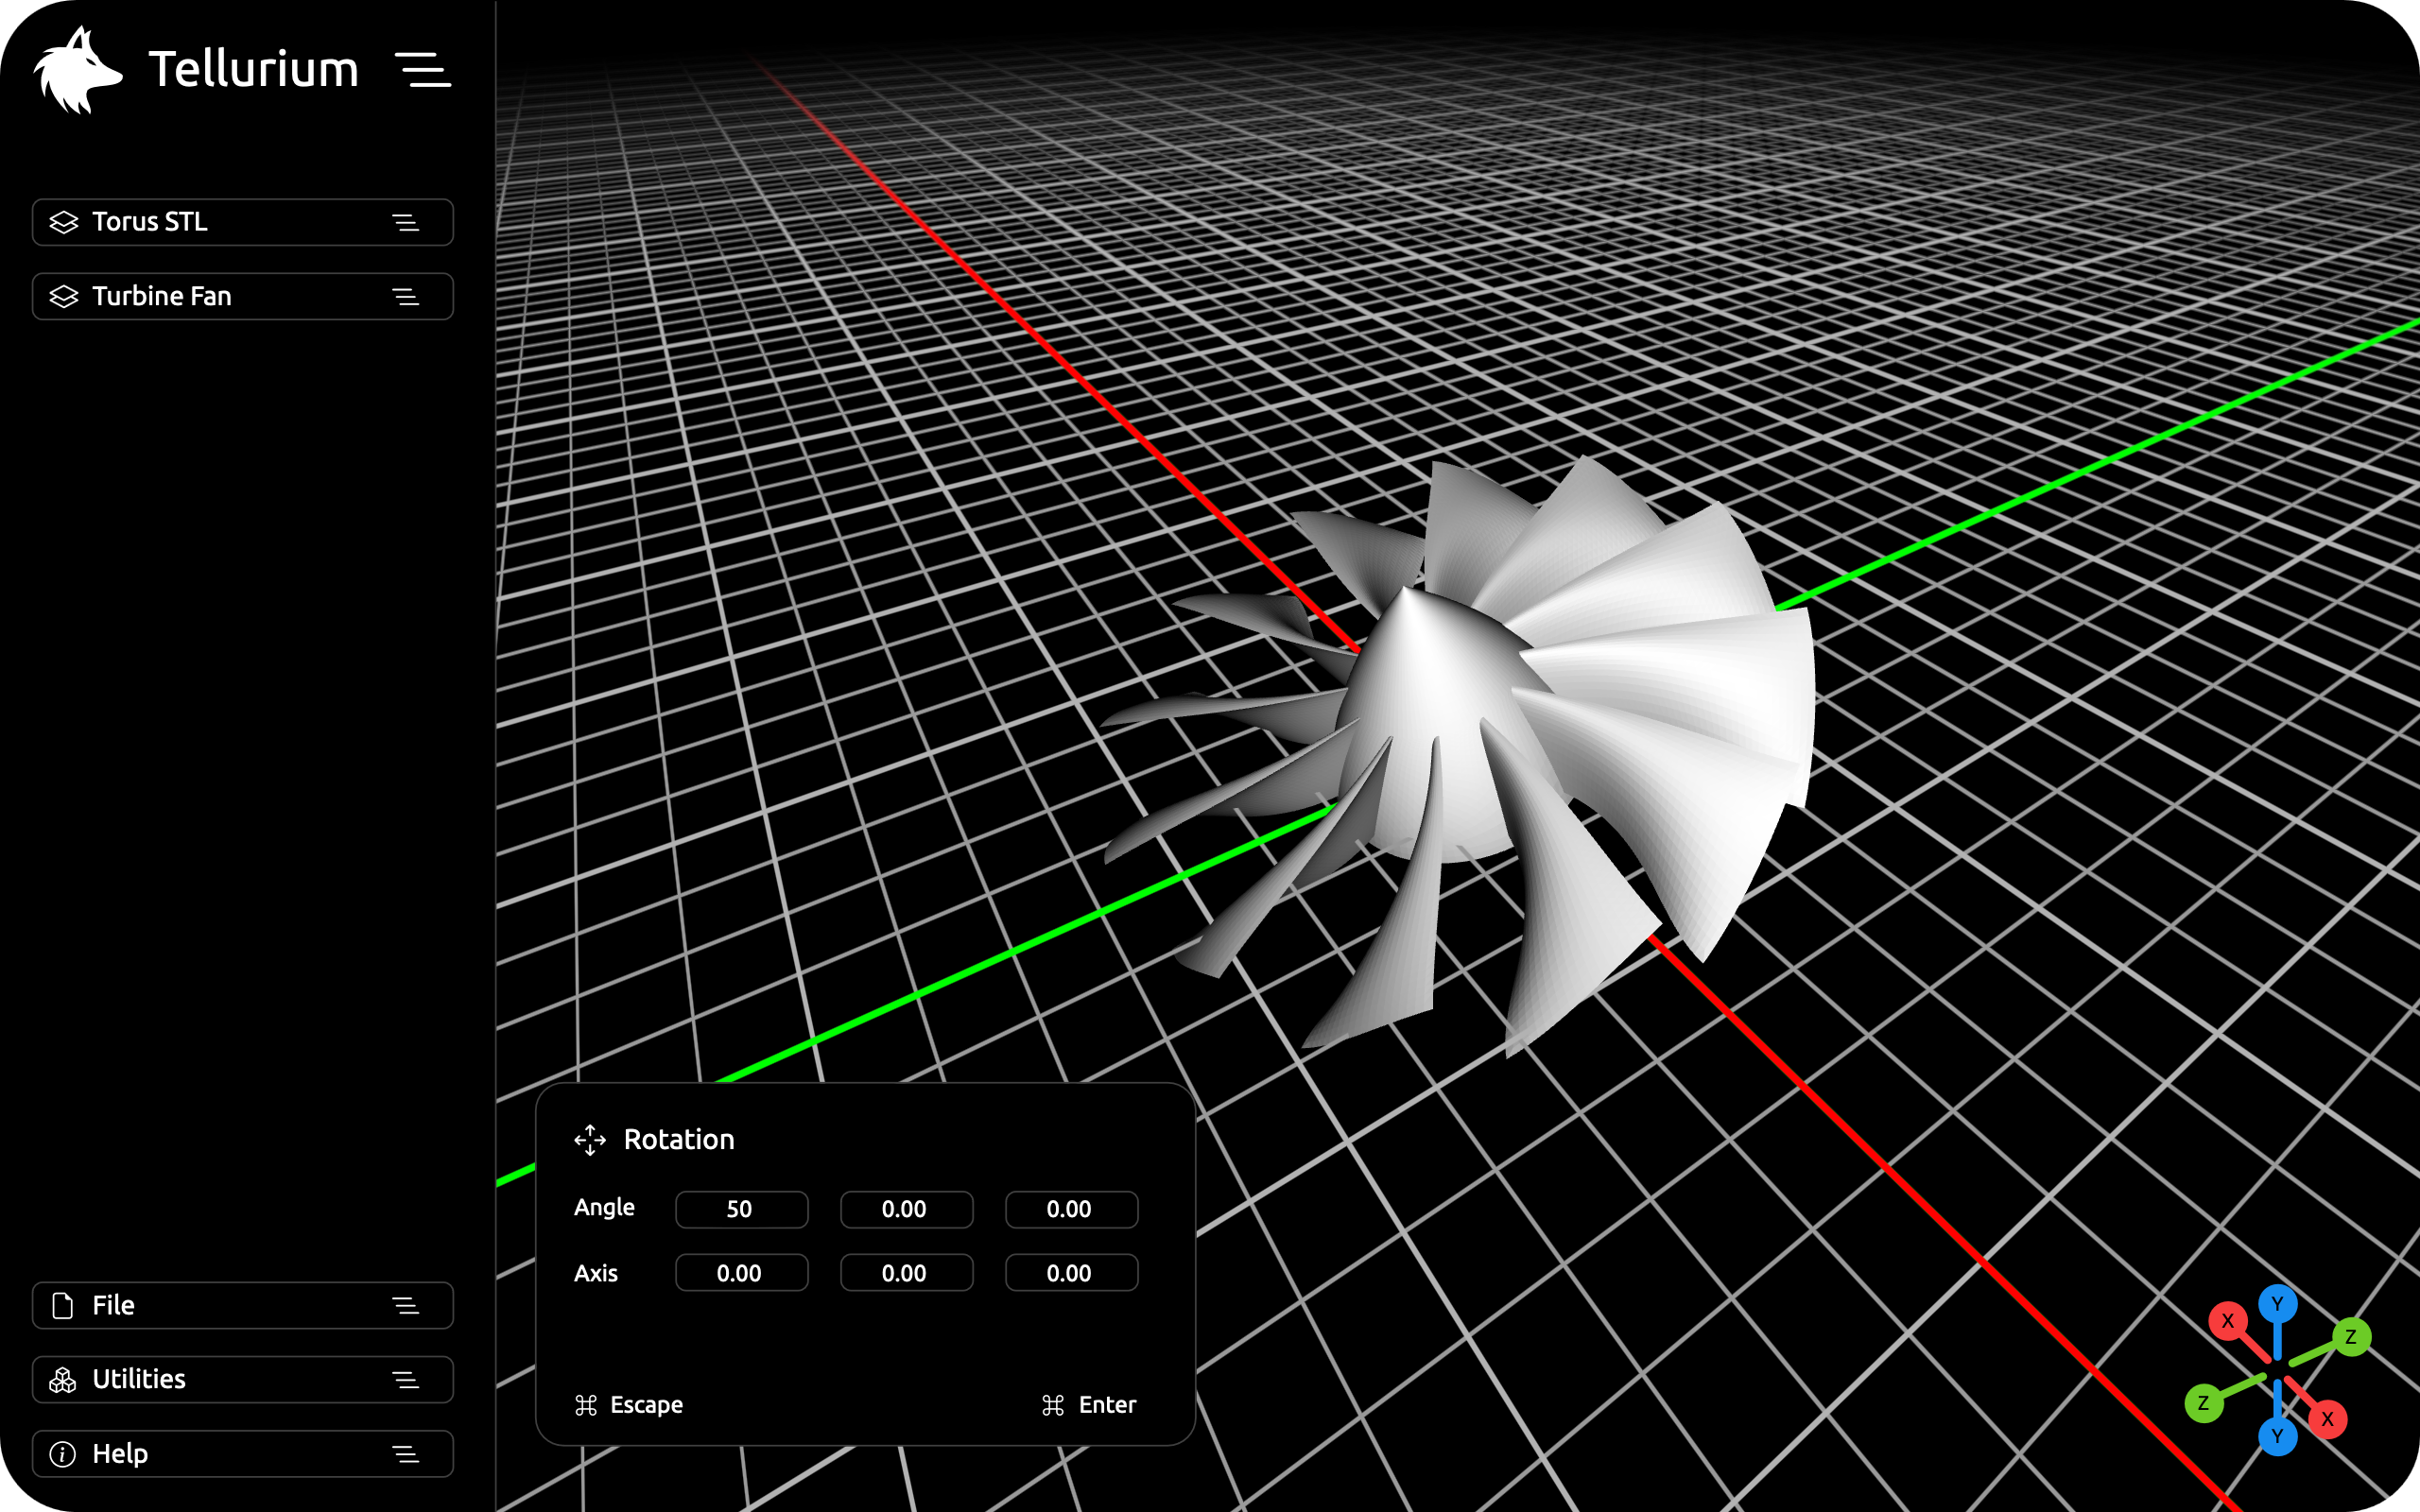 Tellurium
Torus STL
Turbine Fan
File
Utilities
Help
Rotation
Angle 50 0.00 0.00
Axis 0.00 0.00 0.00
Escape Enter
Y
X
Z
Z
X
Y